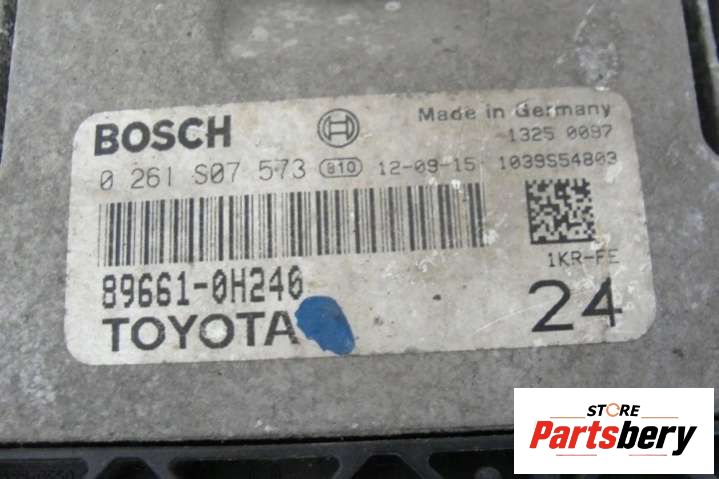 BOSCH Made in Germany
1325 0097
0 261 S07 573 B10 12-09-15 1039S54803
1KR-FE
89661-0H240
TOYOTA 24
STORE
Partsbery